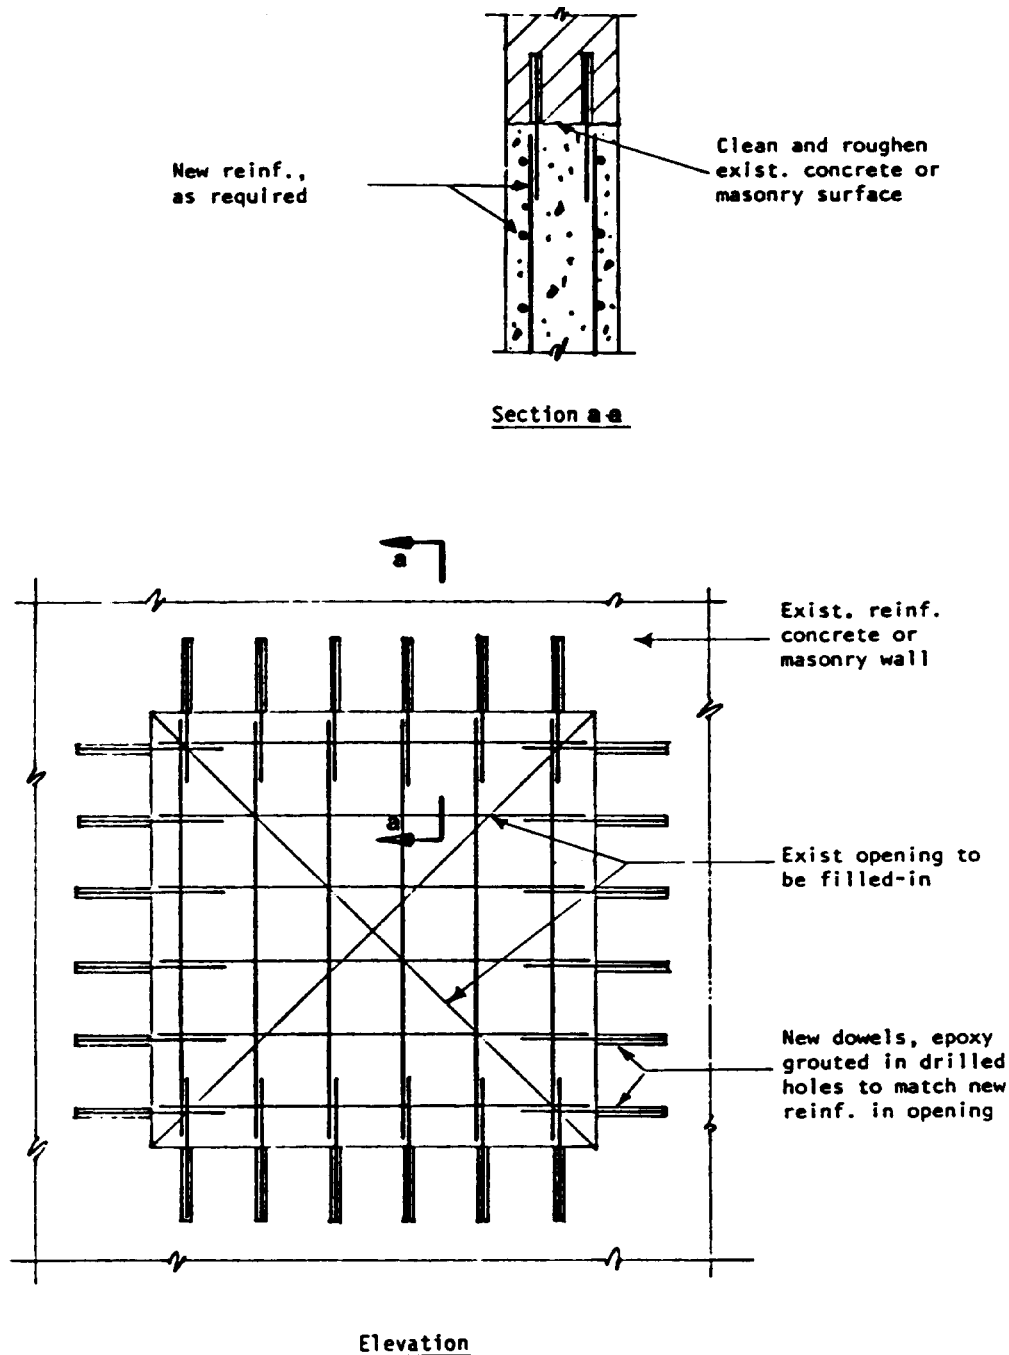 New reinf.,
as required
Clean and roughen
exist. concrete or
masonry surface
Section a-a
a
Exist. reinf.
concrete or
masonry wall
a
Exist opening to
be filled-in
New dowels, epoxy
grouted in drilled
holes to match new
reinf. in opening
Elevation